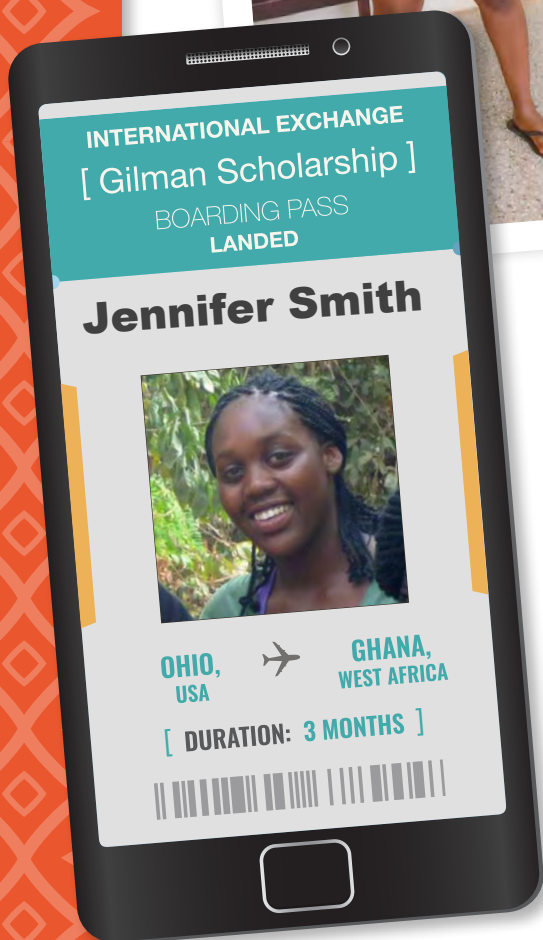 INTERNATIONAL EXCHANGE
[ Gilman Scholarship ]
BOARDING PASS
LANDED
Jennifer Smith
OHIO,
USA
GHANA,
WEST AFRICA
[ DURATION: 3 MONTHS ]